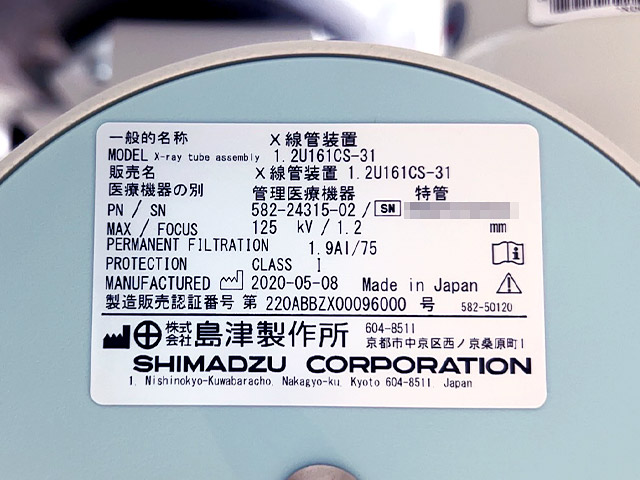 一般的名称 X線管装置
MODEL X-ray tube assembly 1.2U161CS-31
販売名 X線管装置 1.2U161CS-31
医療機器の別 管理医療機器 特管
PN / SN 582-24315-02 / SN
MAX / FOCUS 125 kV / 1.2 mm
PERMANENT FILTRATION 1.9Al/75
PROTECTION CLASS I
MANUFACTURED 2020-05-08 Made in Japan
製造販売認証番号 第 220ABBZX00096000 号 582-50120
株式会社 島津製作所 604-8511
京都市中京区西ノ京桑原町1
SHIMADZU CORPORATION
1, Nishinokyo-Kuwabaracho, Nakagyo-ku, Kyoto 604-8511, Japan